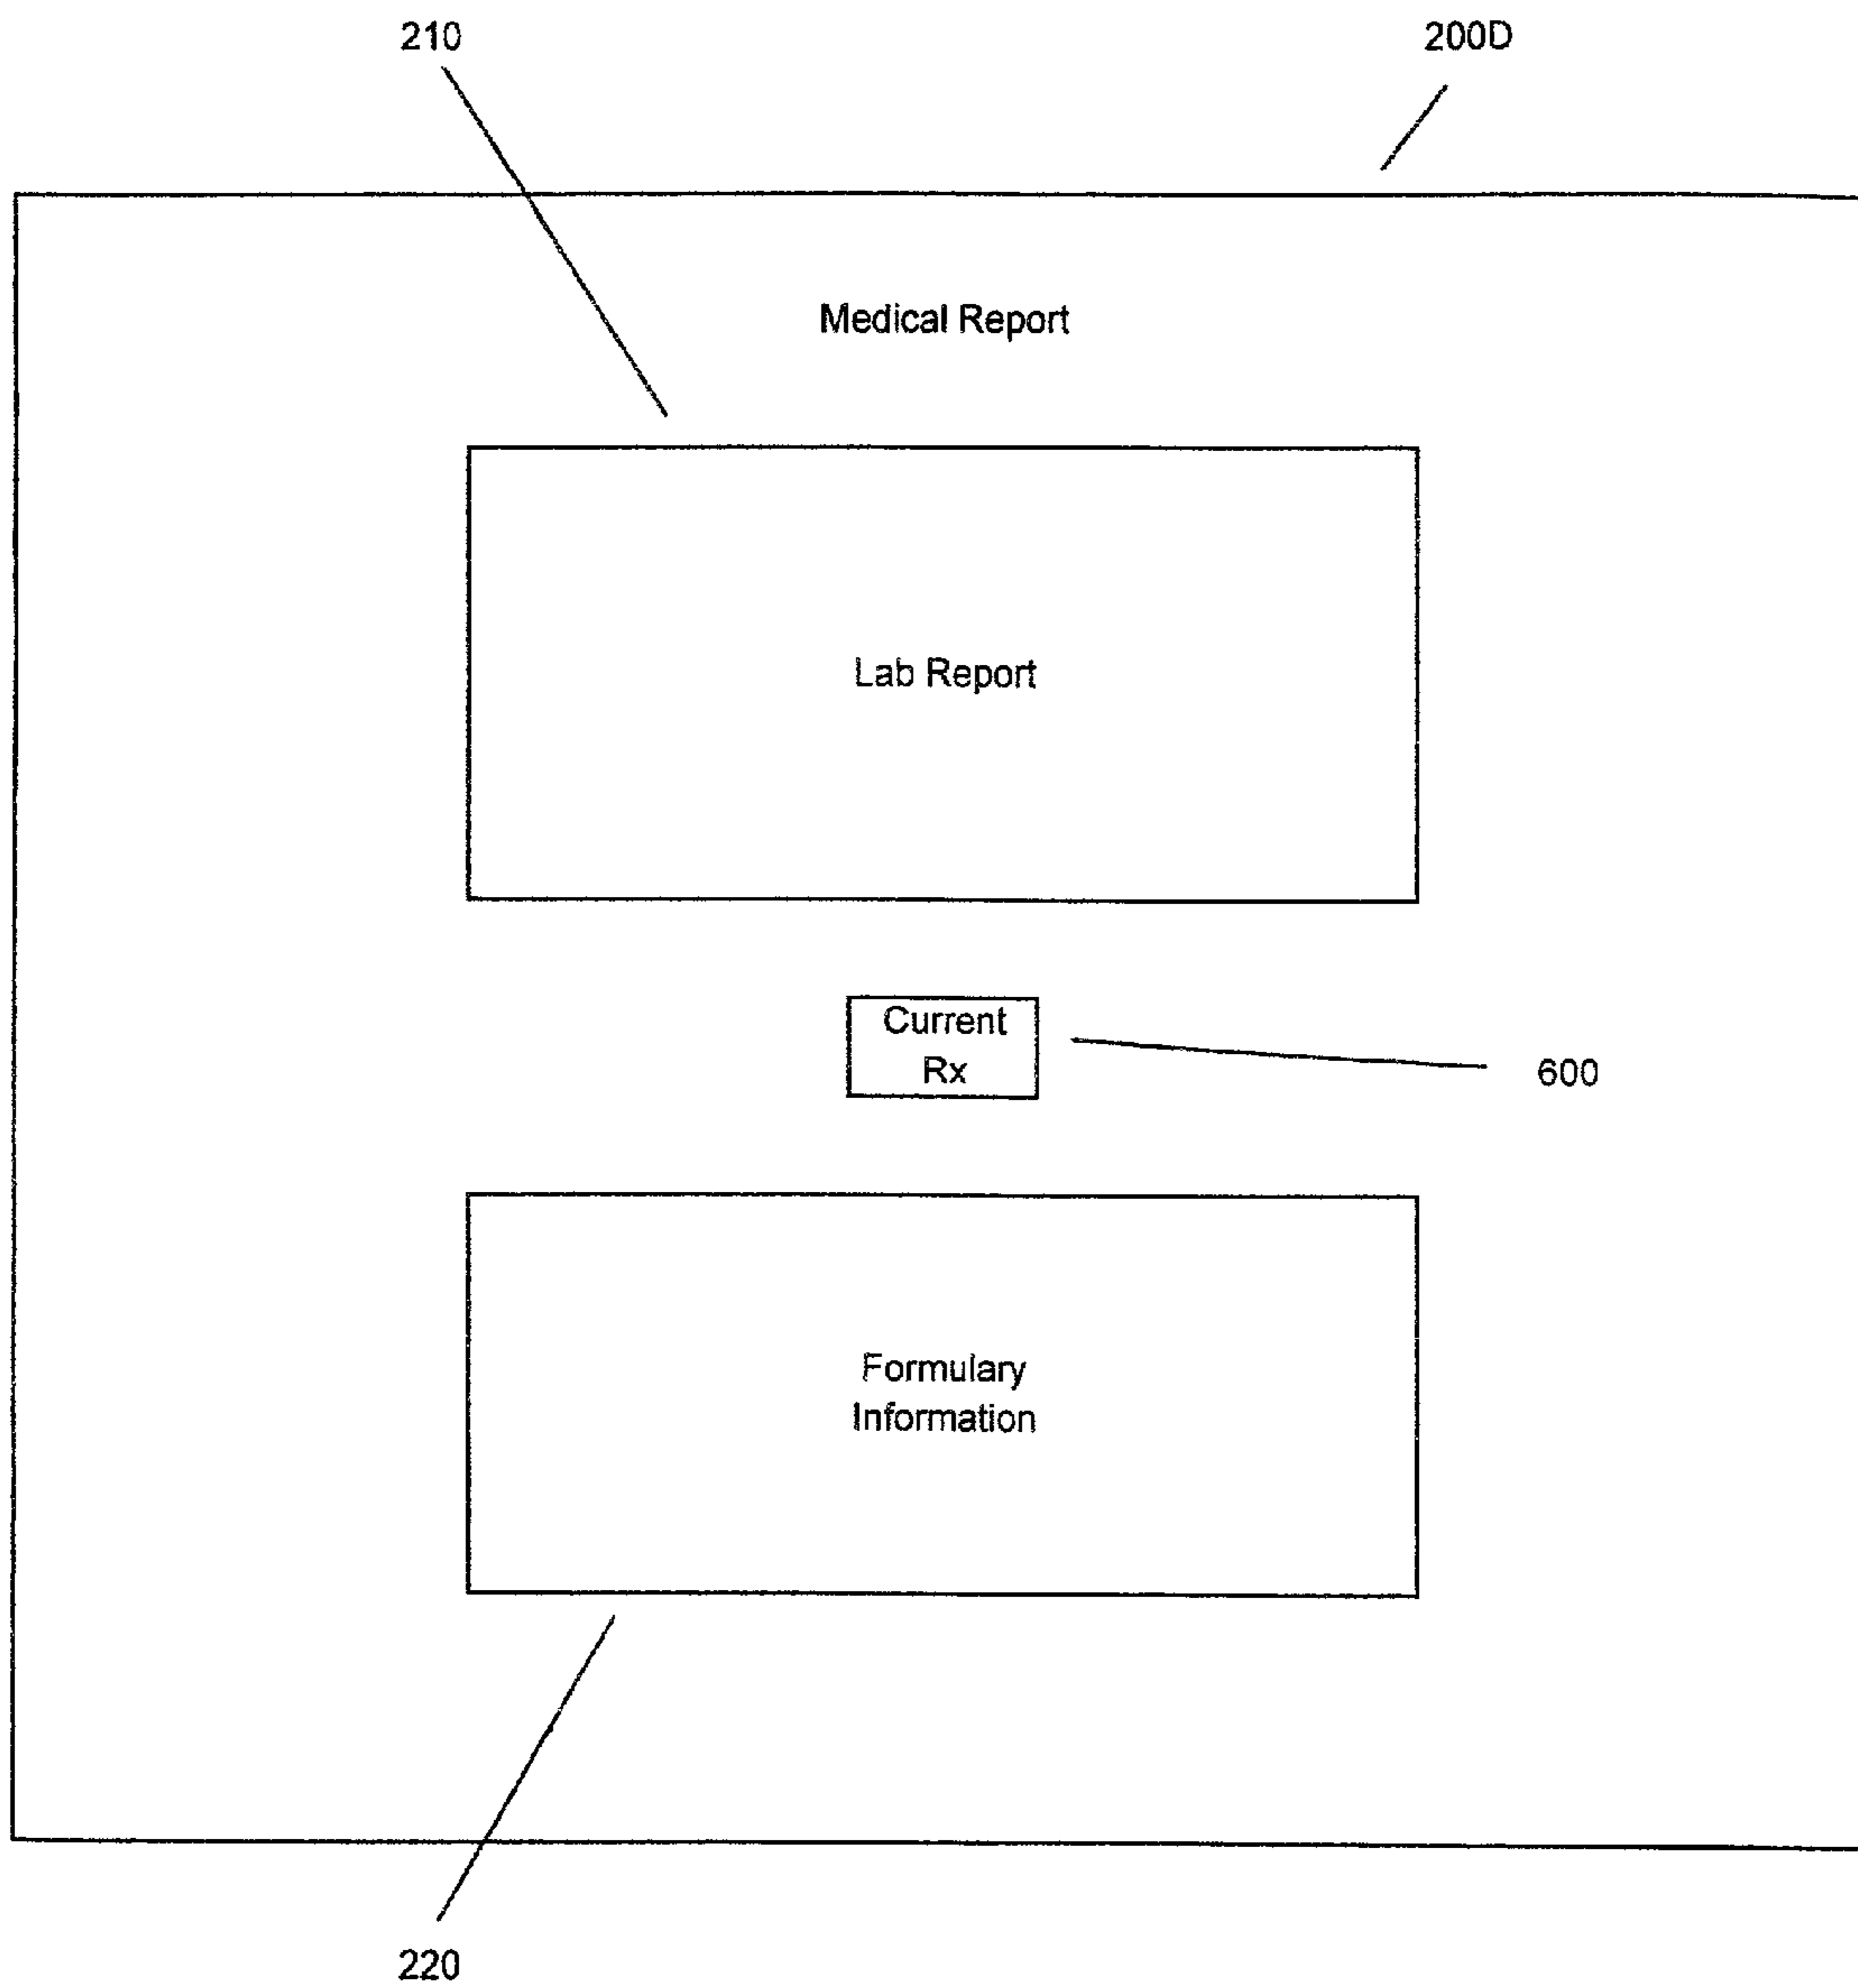 210
200D
Medical Report
Lab Report
Current
Rx
600
Formulary
Information
220